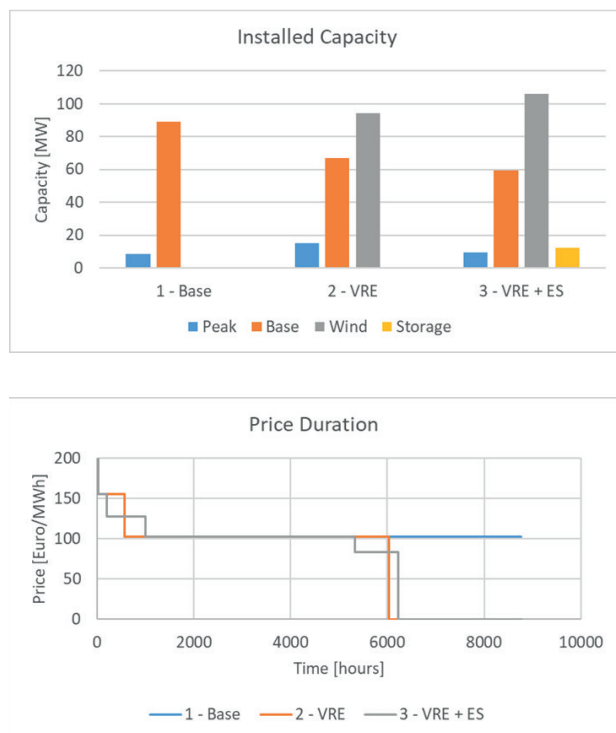 Installed Capacity
120
100
80
60
40
20
0
Capacity [MW]
1 - Base 2 - VRE 3 - VRE + ES
Peak Base Wind Storage
Price Duration
200
150
100
50
0
Price [Euro/MWh]
0 2000 4000 6000 8000 10000
Time [hours]
1 - Base 2 - VRE 3 - VRE + ES